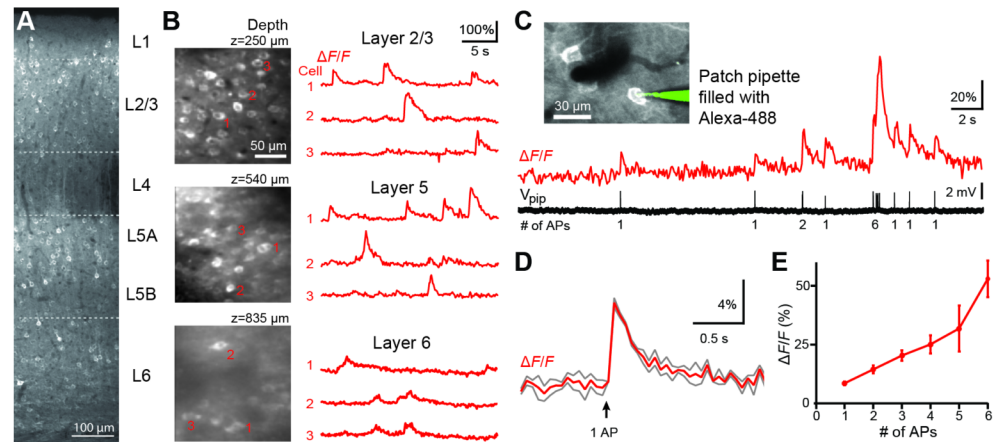 A
L1
L2/3
L4
L5A
L5B
L6
100 µm
B
Depth
z=250 µm
3
2
1
50 µm
z=540 µm
3
1
2
z=835 µm
2
3
1
Layer 2/3
100%
5 s
ΔF/F
Cell
1
2
3
Layer 5
1
2
3
Layer 6
1
2
3
C
30 µm
Patch pipette
filled with
Alexa-488
20%
2 s
ΔF/F
Vpip
2 mV
# of APs
1 1 2 1 6 1 1 1
D
4%
0.5 s
ΔF/F
1 AP
E
ΔF/F (%)
50
25
0
0 1 2 3 4 5 6
# of APs